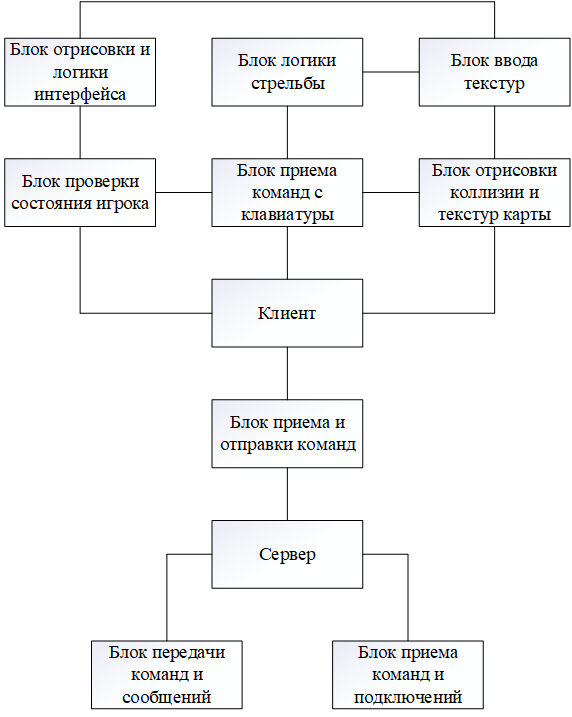 Блок отрисовки и
логики
интерфейса
Блок логики
стрельбы
Блок ввода
текстур
Блок проверки
состояния игрока
Блок приема
команд с
клавиатуры
Блок отрисовки
коллизии и
текстур карты
Клиент
Блок приема и
отправки команд
Сервер
Блок передачи
команд и
сообщений
Блок приема
команд и
подключений